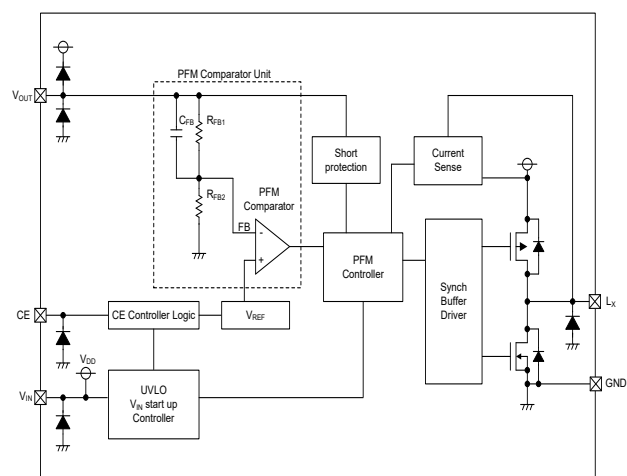 PFM Comparator Unit
VOUT
CFB
RFB1
Short
protection
Current
Sense
RFB2
PFM
Comparator
FB
-
+
PFM
Controller
Synch
Buffer
Driver
CE
CE Controller Logic
VREF
LX
VDD
VIN
UVLO
VIN start up
Controller
GND